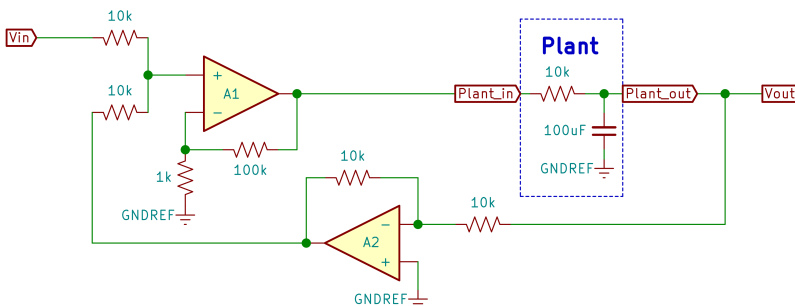 10k
Vin
Plant
10k
10k
A1
Plant_in
Plant_out
Vout
100uF
100k
1k
GNDREF
10k
GNDREF
10k
A2
GNDREF